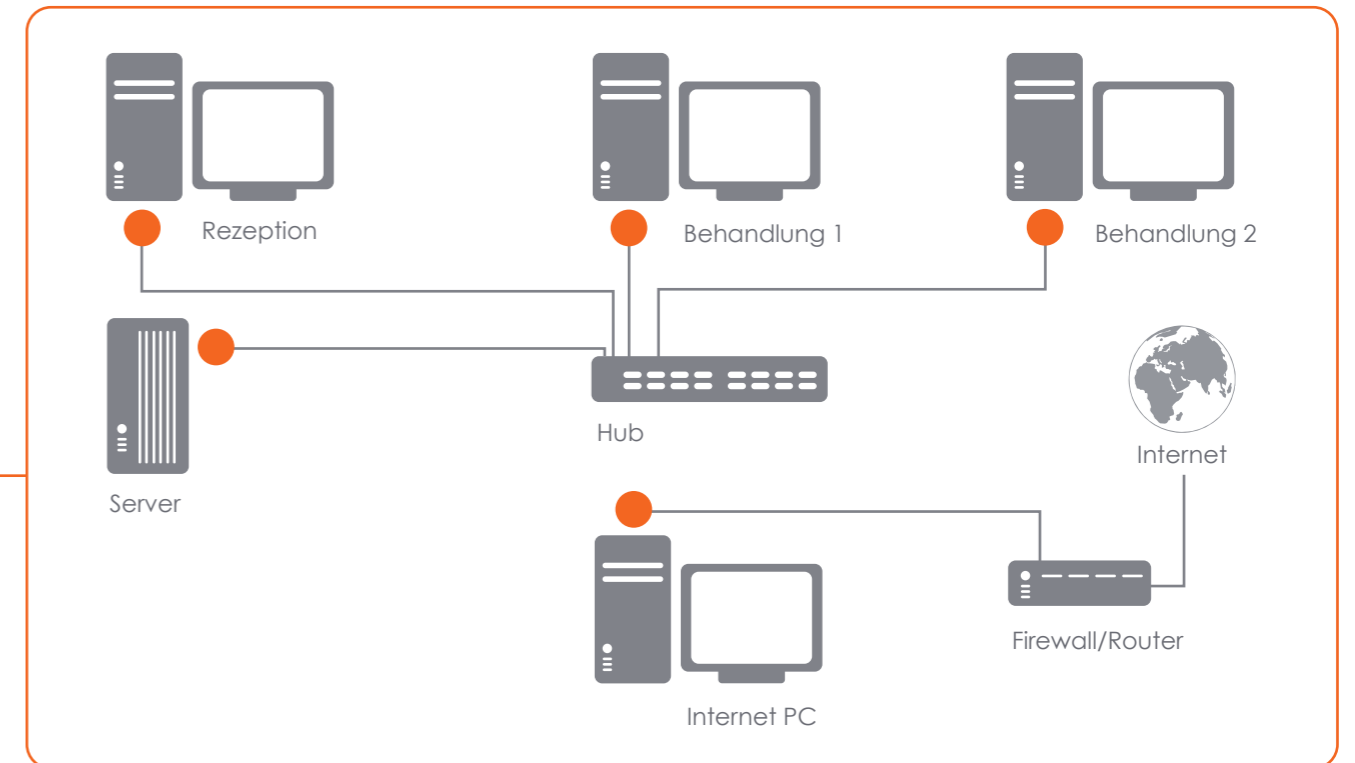 Rezeption
Behandlung 1
Behandlung 2
Hub
Internet
Server
Firewall/Router
Internet PC